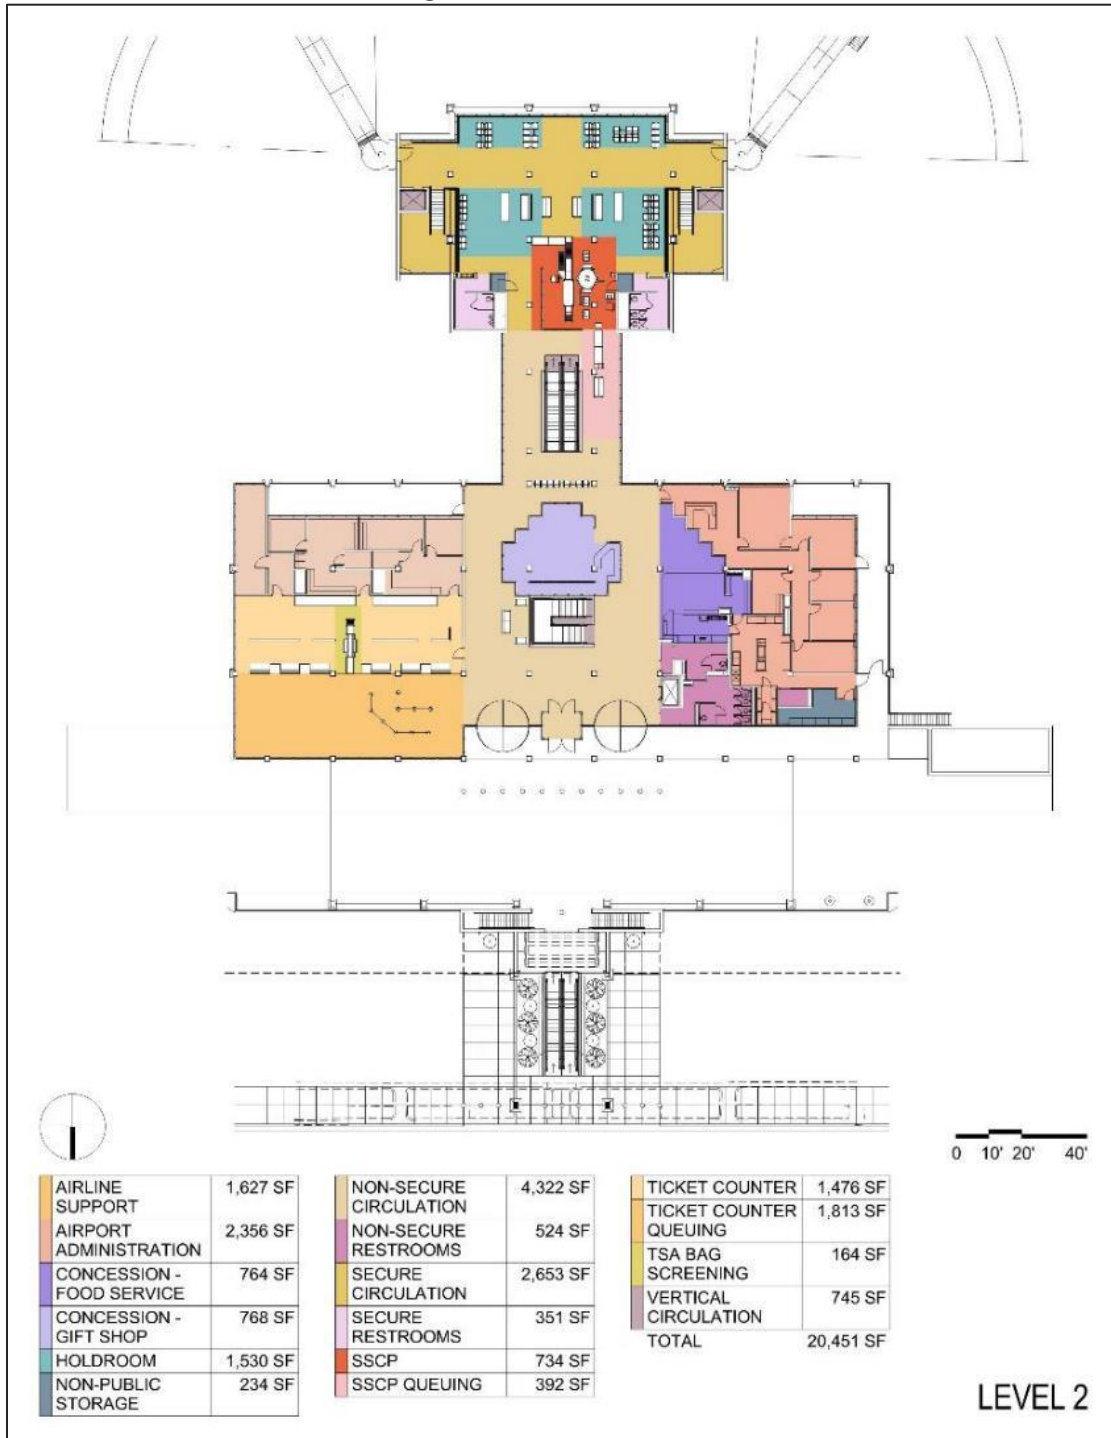 0 10' 20' 40'
AIRLINE
SUPPORT 1,627 SF
AIRPORT
ADMINISTRATION 2,356 SF
CONCESSION -
FOOD SERVICE 764 SF
CONCESSION -
GIFT SHOP 768 SF
HOLDROOM 1,530 SF
NON-PUBLIC
STORAGE 234 SF
NON-SECURE
CIRCULATION 4,322 SF
NON-SECURE
RESTROOMS 524 SF
SECURE
CIRCULATION 2,653 SF
SECURE
RESTROOMS 351 SF
SSCP 734 SF
SSCP QUEUING 392 SF
TICKET COUNTER 1,476 SF
TICKET COUNTER
QUEUING 1,813 SF
TSA BAG
SCREENING 164 SF
VERTICAL
CIRCULATION 745 SF
TOTAL 20,451 SF
LEVEL 2